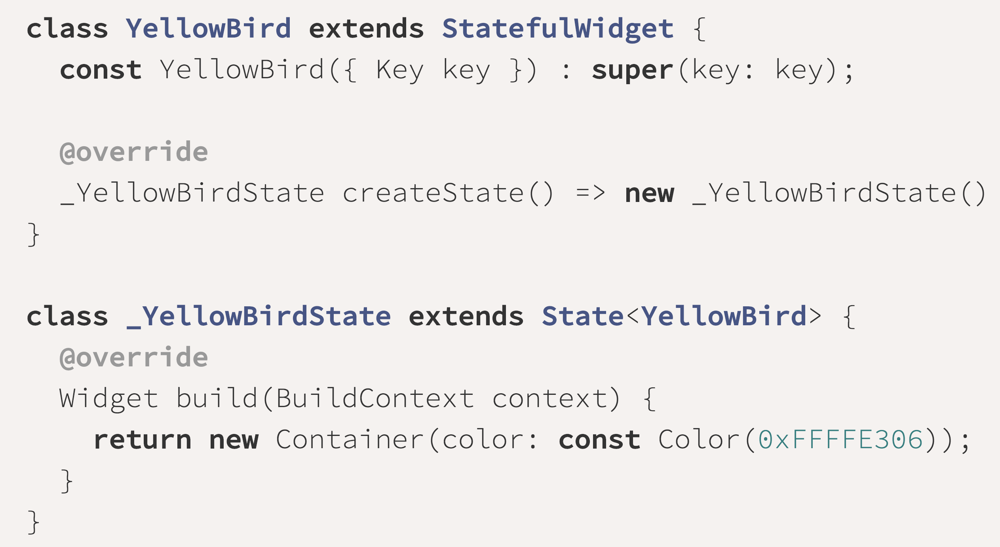 class YellowBird extends StatefulWidget {
  const YellowBird({ Key key }) : super(key: key);

  @override
  _YellowBirdState createState() => new _YellowBirdState()
}

class _YellowBirdState extends State<YellowBird> {
  @override
  Widget build(BuildContext context) {
    return new Container(color: const Color(0xFFFFE306));
  }
}